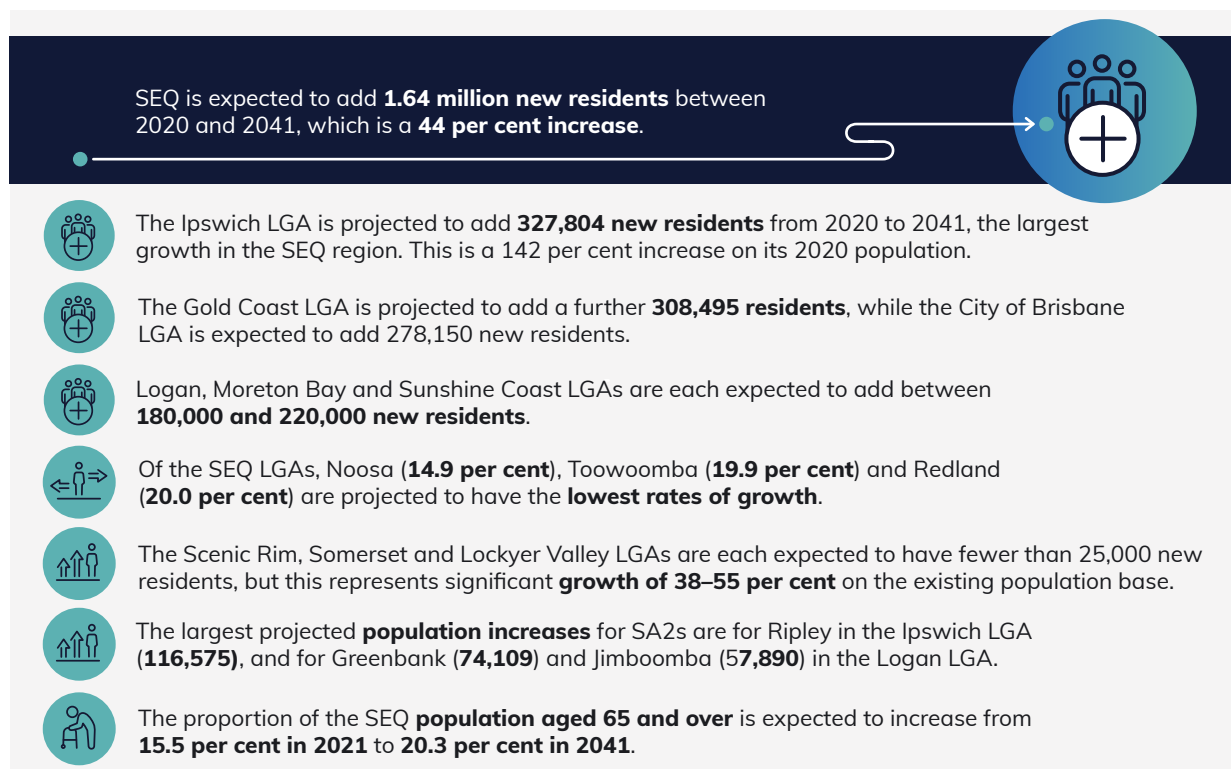 SEQ is expected to add 1.64 million new residents between
2020 and 2041, which is a 44 per cent increase.
The Ipswich LGA is projected to add 327,804 new residents from 2020 to 2041, the largest
growth in the SEQ region. This is a 142 per cent increase on its 2020 population.
The Gold Coast LGA is projected to add a further 308,495 residents, while the City of Brisbane
LGA is expected to add 278,150 new residents.
Logan, Moreton Bay and Sunshine Coast LGAs are each expected to add between
180,000 and 220,000 new residents.
Of the SEQ LGAs, Noosa (14.9 per cent), Toowoomba (19.9 per cent) and Redland
(20.0 per cent) are projected to have the lowest rates of growth.
The Scenic Rim, Somerset and Lockyer Valley LGAs are each expected to have fewer than 25,000 new
residents, but this represents significant growth of 38–55 per cent on the existing population base.
The largest projected population increases for SA2s are for Ripley in the Ipswich LGA
(116,575), and for Greenbank (74,109) and Jimboomba (57,890) in the Logan LGA.
The proportion of the SEQ population aged 65 and over is expected to increase from
15.5 per cent in 2021 to 20.3 per cent in 2041.